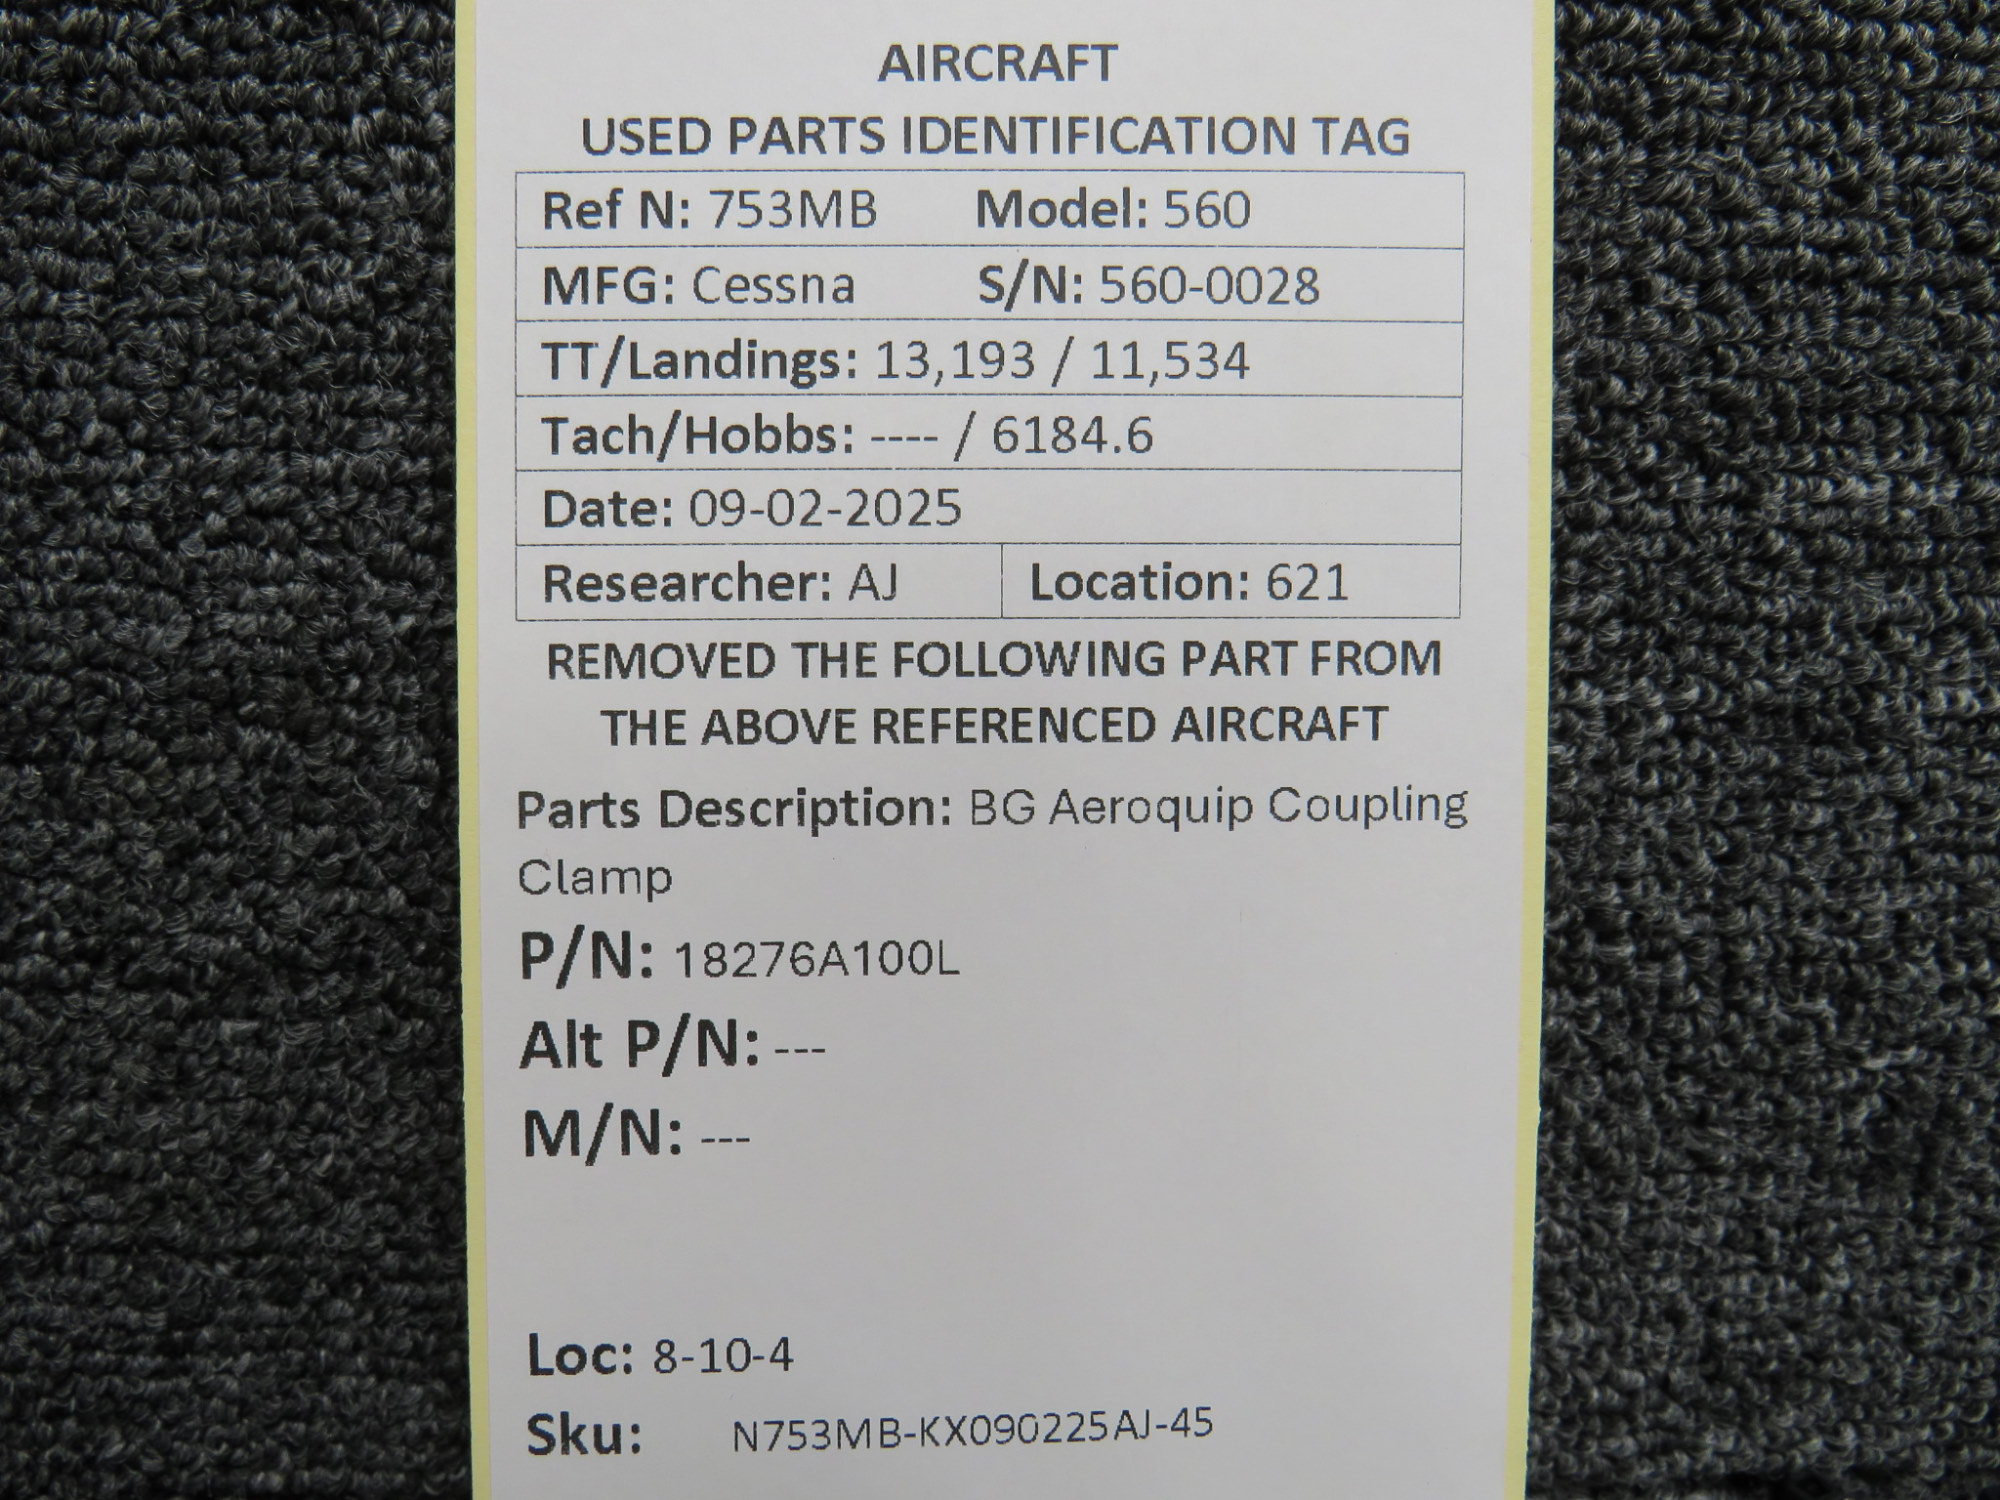 AIRCRAFT
USED PARTS IDENTIFICATION TAG
Ref N: 753MB Model: 560
MFG: Cessna S/N: 560-0028
TT/Landings: 13,193 / 11,534
Tach/Hobbs: ---- / 6184.6
Date: 09-02-2025
Researcher: AJ Location: 621
REMOVED THE FOLLOWING PART FROM
THE ABOVE REFERENCED AIRCRAFT
Parts Description: BG Aeroquip Coupling
Clamp
P/N: 18276A100L
Alt P/N: ---
M/N: ---
Loc: 8-10-4
Sku: N753MB-KX090225AJ-45